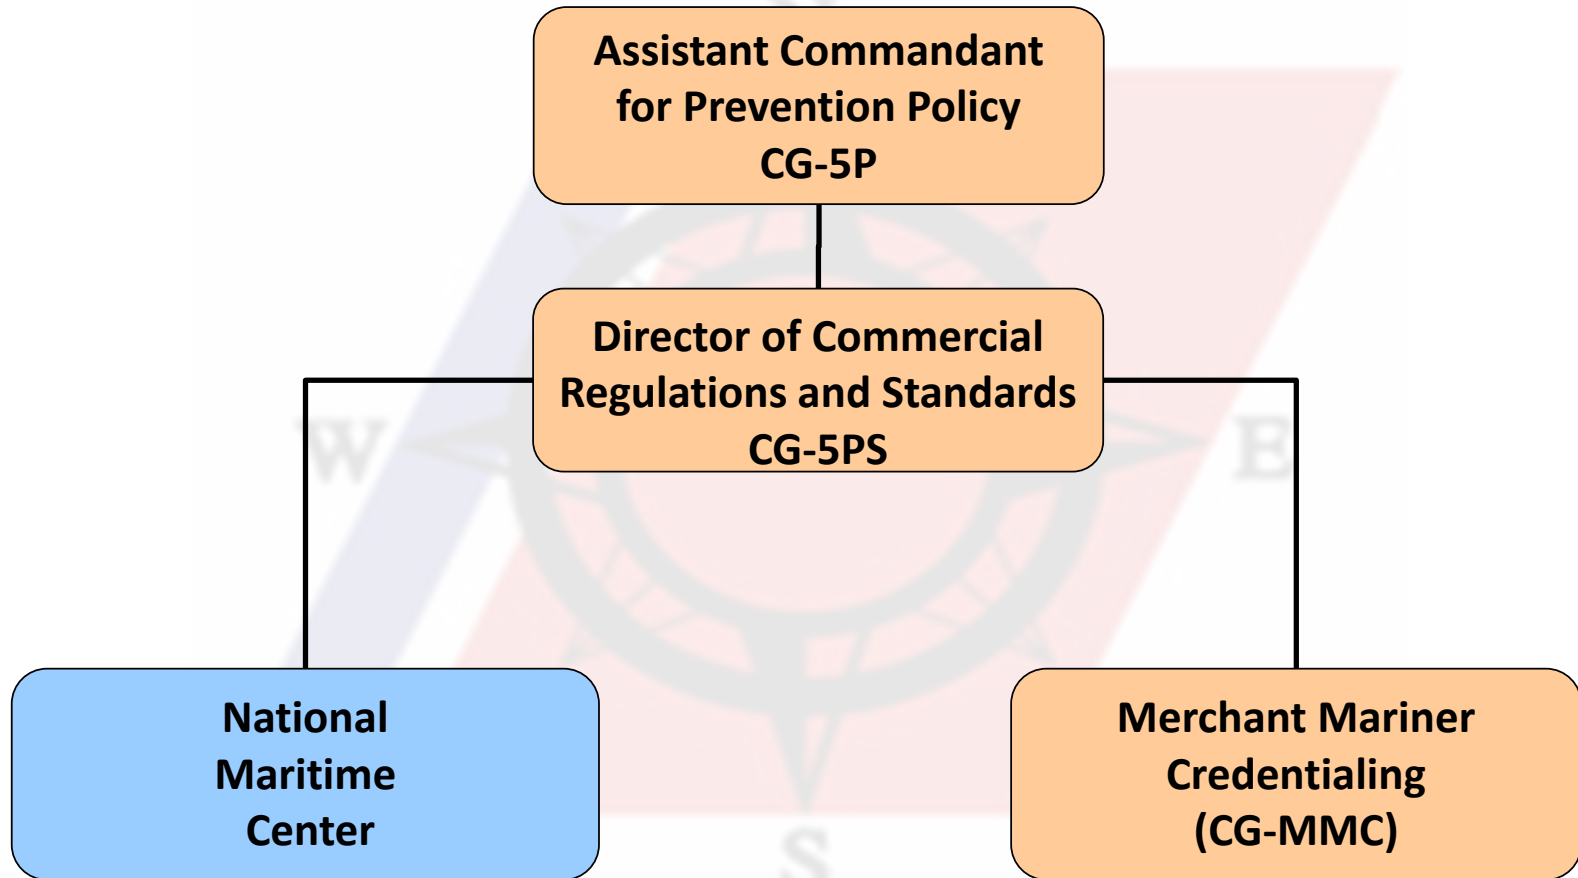 Assistant Commandant
for Prevention Policy
CG-5P
Director of Commercial
Regulations and Standards
CG-5PS
W
E
National
Maritime
Center
Merchant Mariner
Credentialing
(CG-MMC)
S